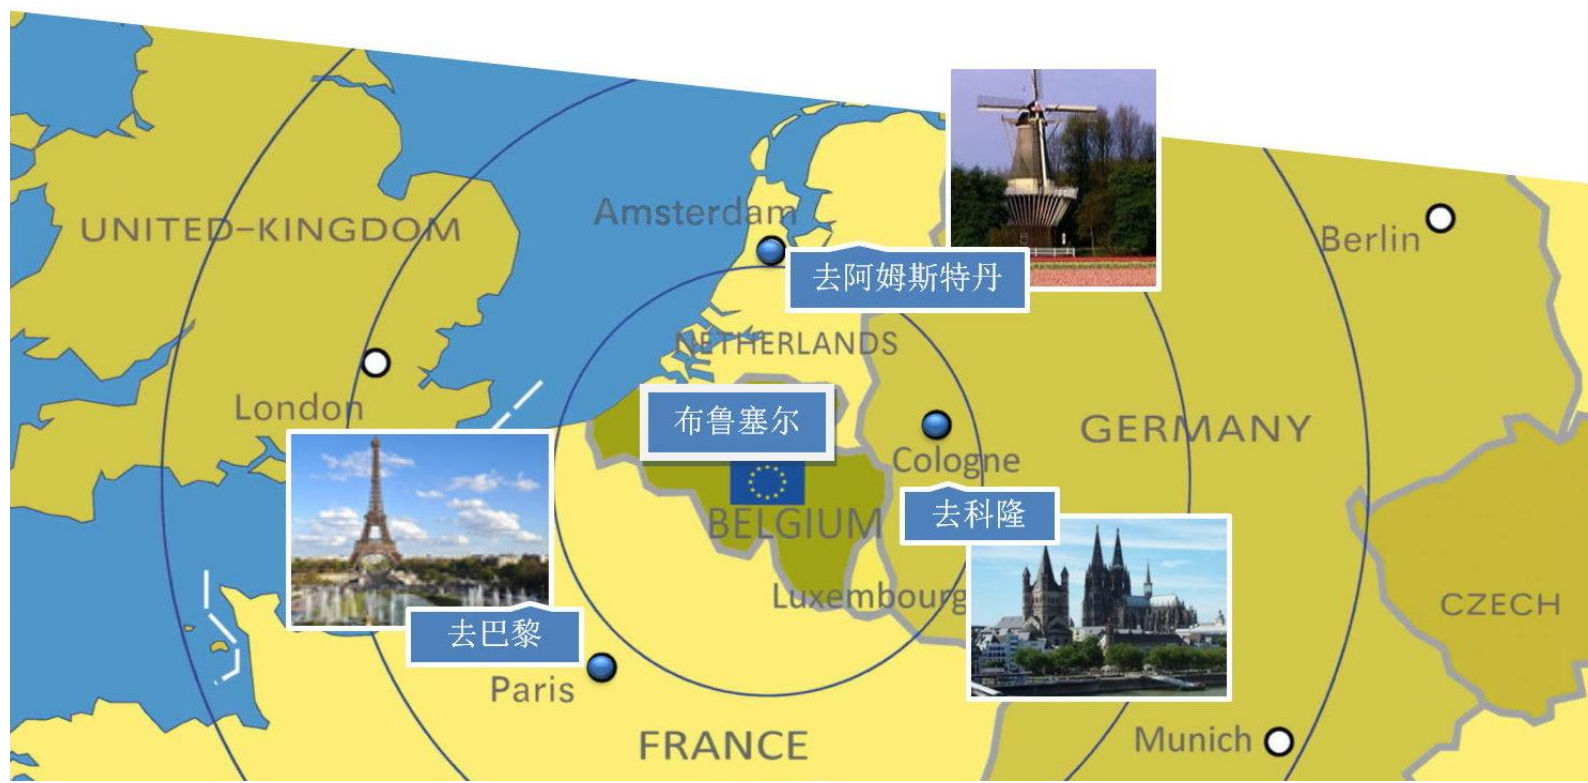 Amsterdam
UNITED-KINGDOM
Berlin
去阿姆斯特丹
NETHERLANDS
London
布鲁塞尔
GERMANY
Cologne
BELGIUM
去科隆
Luxembourg
CZECH
去巴黎
Paris
FRANCE
Munich